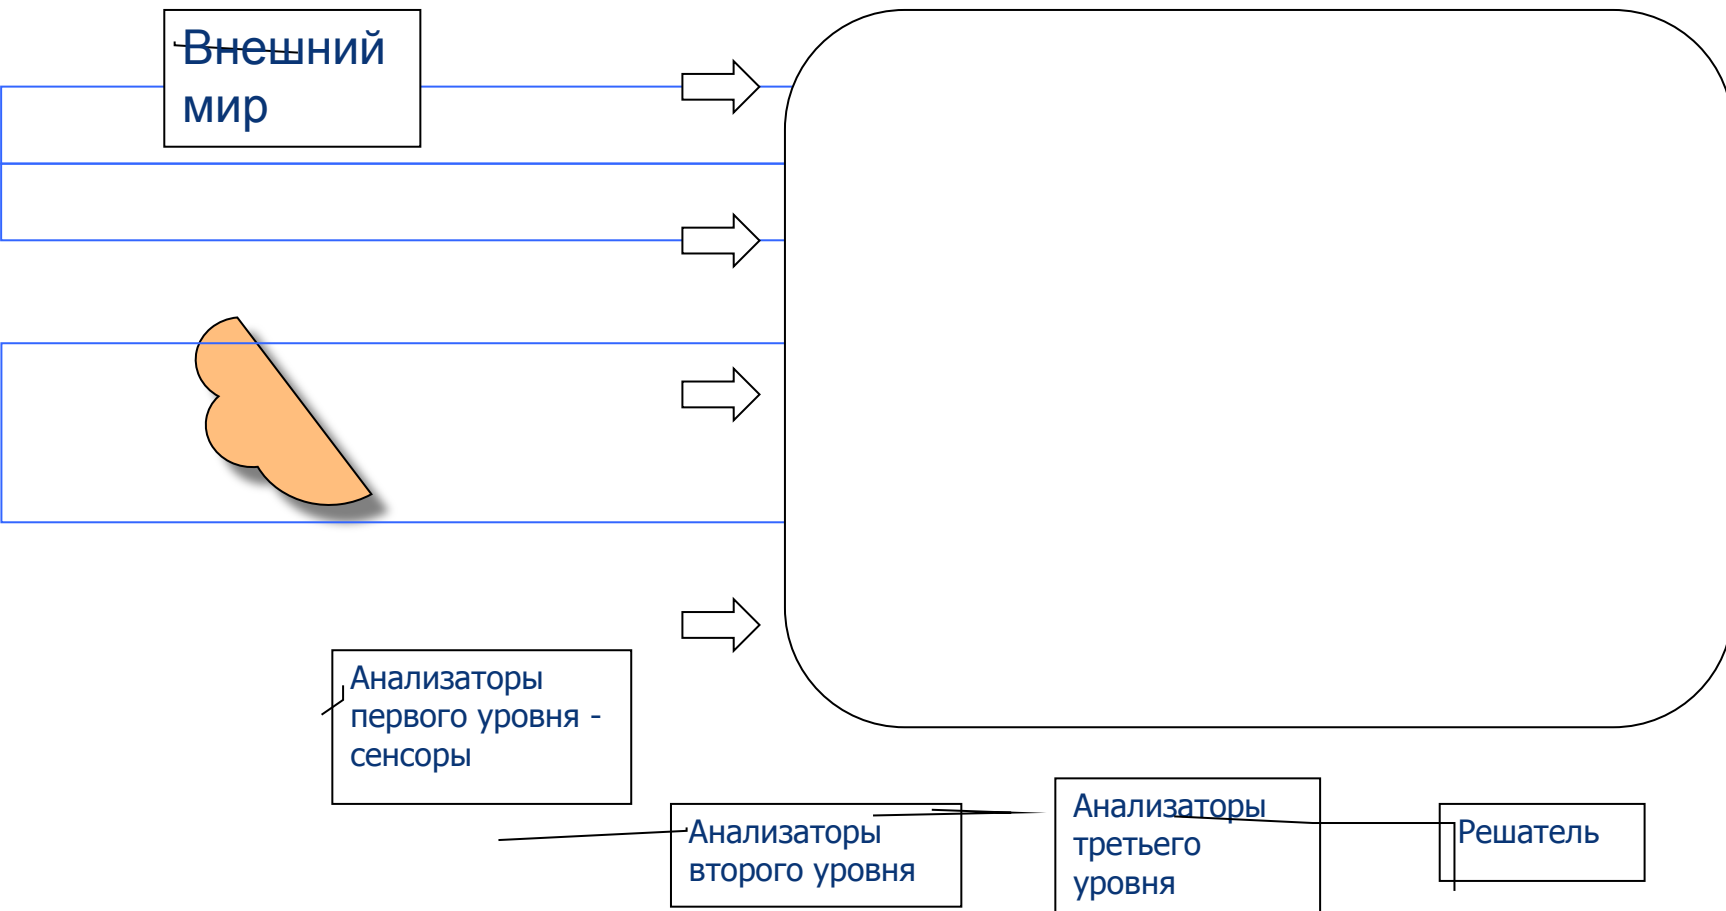 Внешний
мир
Анализаторы
первого уровня -
сенсоры
Анализаторы
второго уровня
Анализаторы
третьего
уровня
Решатель